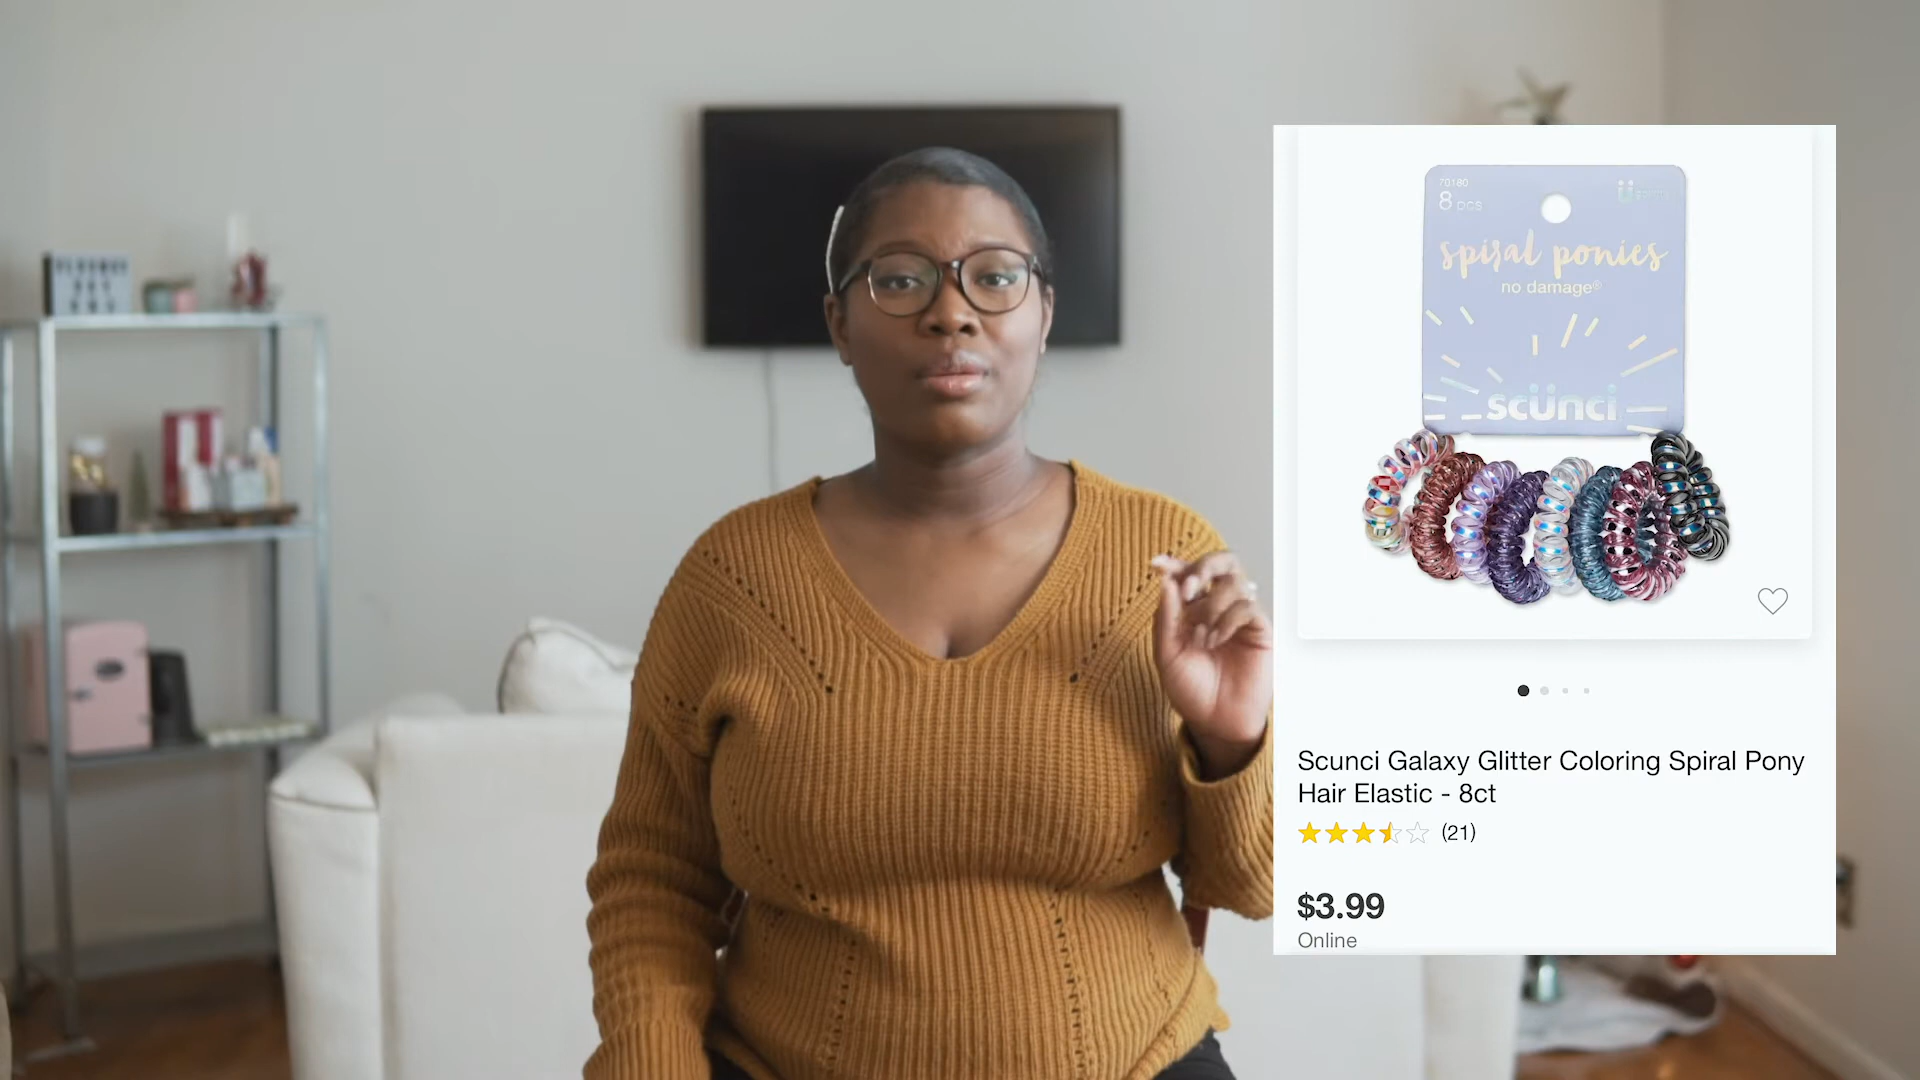 70180
8 pcs
spiral ponies
no damage®
scünci
Scunci Galaxy Glitter Coloring Spiral Pony
Hair Elastic - 8ct
(21)
$3.99
Online